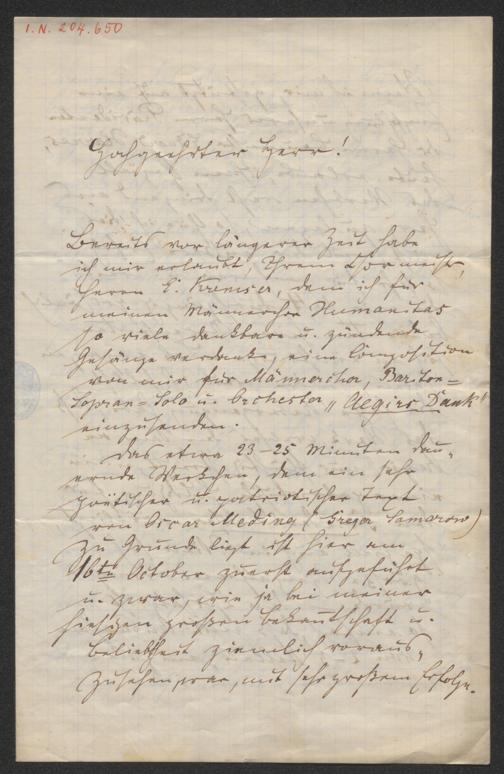 I.N. 204.650
Hochgeehrter Herr!
Bereits vor längerer Zeit habe
ich mir erlaubt, Ihrem Chormeister,
Herrn E. Kremser, dem ich für
meinen Männerchor Humanitas
so viele dankbare u. zündende
Gesänge verdanke, eine Composition
von mir für Männerchor, Bariton-
Sopran-Solo u. Orchester, „Aegirs Dank"
einzusenden.
Das etwa 23-25 Minuten dau-
ernde Werkchen, dem ein sehr
poëtischer u. patriotischer Text
von Oscar Meding (Gregor Samarow)
zu Grunde liegt ist hier am
16ten October zuerst aufgeführt
u. zwar, wie ja bei meiner
hiesigen großen Bekanntschaft u.
Beliebtheit ziemlich voraus-
zusehen war, mit sehr großem Erfolge.